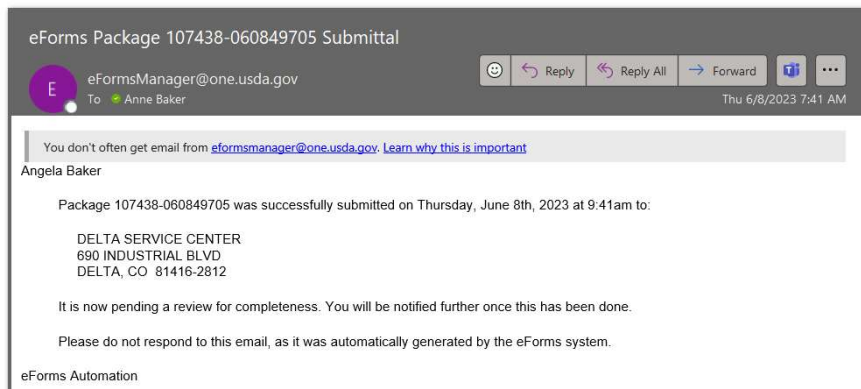 eForms Package 107438-060849705 Submittal
E
eFormsManager@one.usda.gov
To Anne Baker
Reply
Reply All
Forward
Thu 6/8/2023 7:41 AM
You don't often get email from eformsmanager@one.usda.gov. Learn why this is important
Angela Baker
Package 107438-060849705 was successfully submitted on Thursday, June 8th, 2023 at 9:41am to:
DELTA SERVICE CENTER
690 INDUSTRIAL BLVD
DELTA, CO 81416-2812
It is now pending a review for completeness. You will be notified further once this has been done.
Please do not respond to this email, as it was automatically generated by the eForms system.
eForms Automation